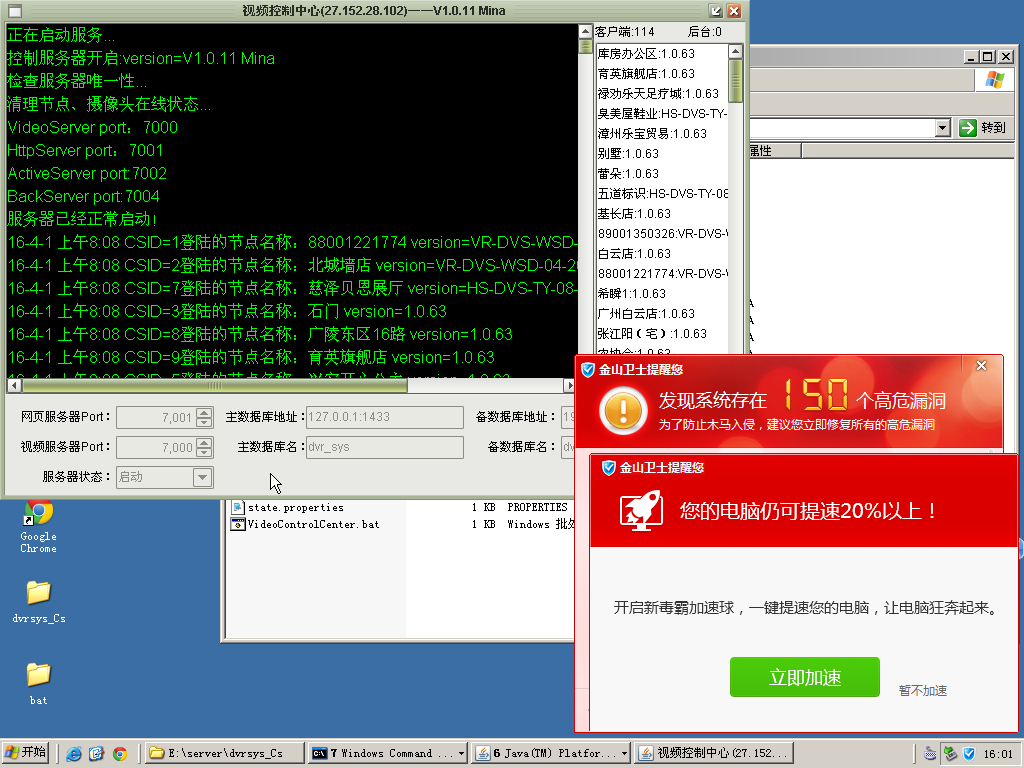 视频控制中心(27.152.28.102)——V1.0.11 Mina
正在启动服务...
控制服务器开启:version=V1.0.11 Mina
检查服务器唯一性...
清理节点、摄像头在线状态...
VideoServer port：7000
HttpServer port：7001
ActiveServer port:7002
BackServer port:7004
服务器已经正常启动!
16-4-1 上午8:08 CSID=1登陆的节点名称：88001221774 version=VR-DVS-WSD-
16-4-1 上午8:08 CSID=2登陆的节点名称：北城墙店 version=VR-DVS-WSD-04-20
16-4-1 上午8:08 CSID=7登陆的节点名称：慈泽贝恩展厅 version=HS-DVS-TY-08-
16-4-1 上午8:08 CSID=3登陆的节点名称：石门 version=1.0.63
16-4-1 上午8:08 CSID=8登陆的节点名称：广陵东区16路 version=1.0.63
16-4-1 上午8:08 CSID=9登陆的节点名称：育英旗舰店 version=1.0.63
客户端:114 后台:0
库房办公区:1.0.63
育英旗舰店:1.0.63
禄劝乐天足疗城:1.0.63
臭美屋鞋业:HS-DVS-TY-
漳州乐宝贸易:1.0.63
别墅:1.0.63
蕾朵:1.0.63
五道标识:HS-DVS-TY-08
基长店:1.0.63
89001350326:VR-DVS-
白云店:1.0.63
88001221774:VR-DVS-
希瞬1:1.0.63
广州白云店:1.0.63
张江阳（宅）:1.0.63
转到
属性
网页服务器Port： 7,001 主数据库地址：127.0.0.1:1433 备数据库地址：19
视频服务器Port： 7,000 主数据库名：dvr_sys 备数据库名：dv
服务器状态：启动
state.properties 1 KB PROPERTIES
VideoControlCenter.bat 1 KB Windows 批处
Google
Chrome
dvrsys_Cs
bat
金山卫士提醒您
发现系统存在 150 个高危漏洞
为了防止木马入侵，建议您立即修复所有的高危漏洞
金山卫士提醒您
您的电脑仍可提速20%以上！
开启新毒霸加速球，一键提速您的电脑，让电脑狂奔起来。
立即加速
暂不加速
开始
E:\server\dvrsys_Cs
7 Windows Command ...
6 Java(TM) Platfor...
视频控制中心(27.152...
16:01